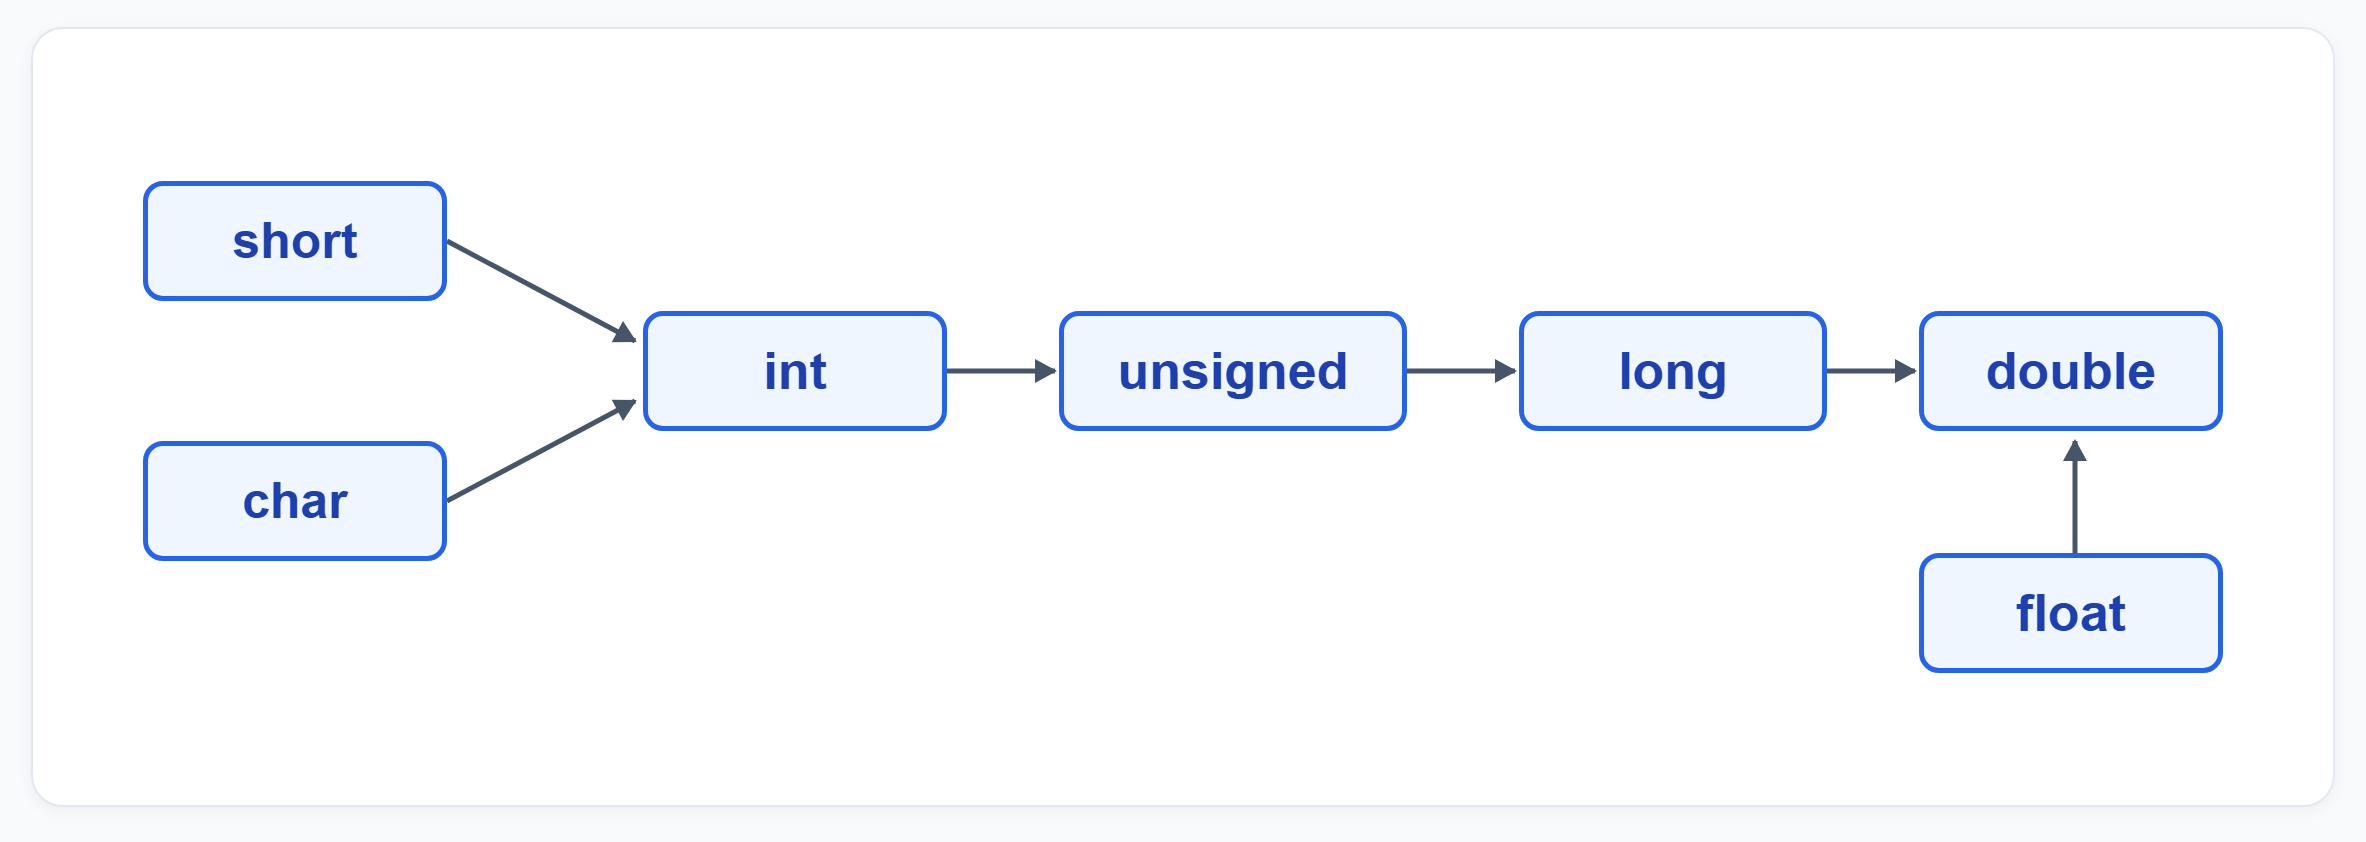 short
char
int
unsigned
long
double
float